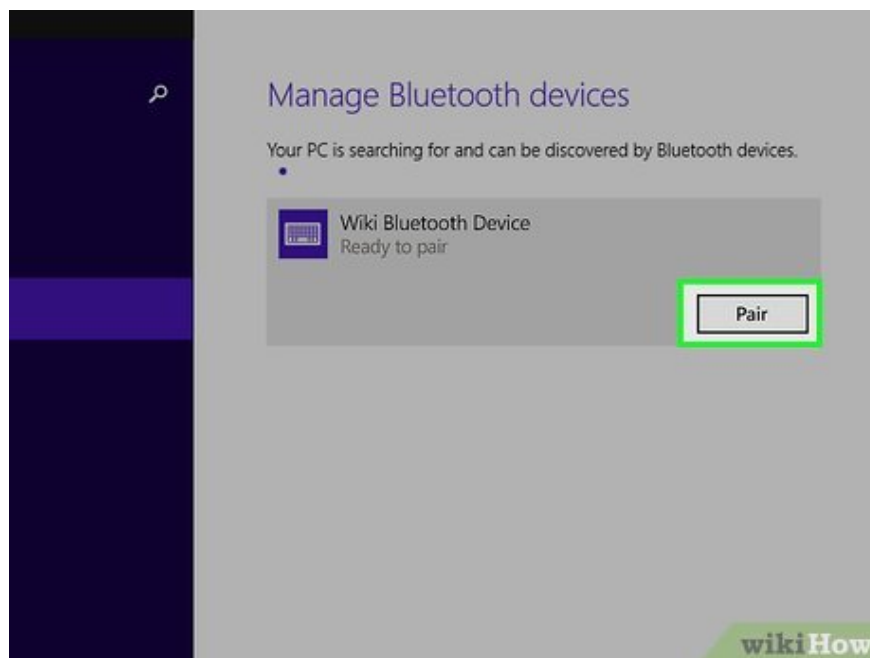 Manage Bluetooth devices
Your PC is searching for and can be discovered by Bluetooth devices.
Wiki Bluetooth Device
Ready to pair
Pair
wikiHow